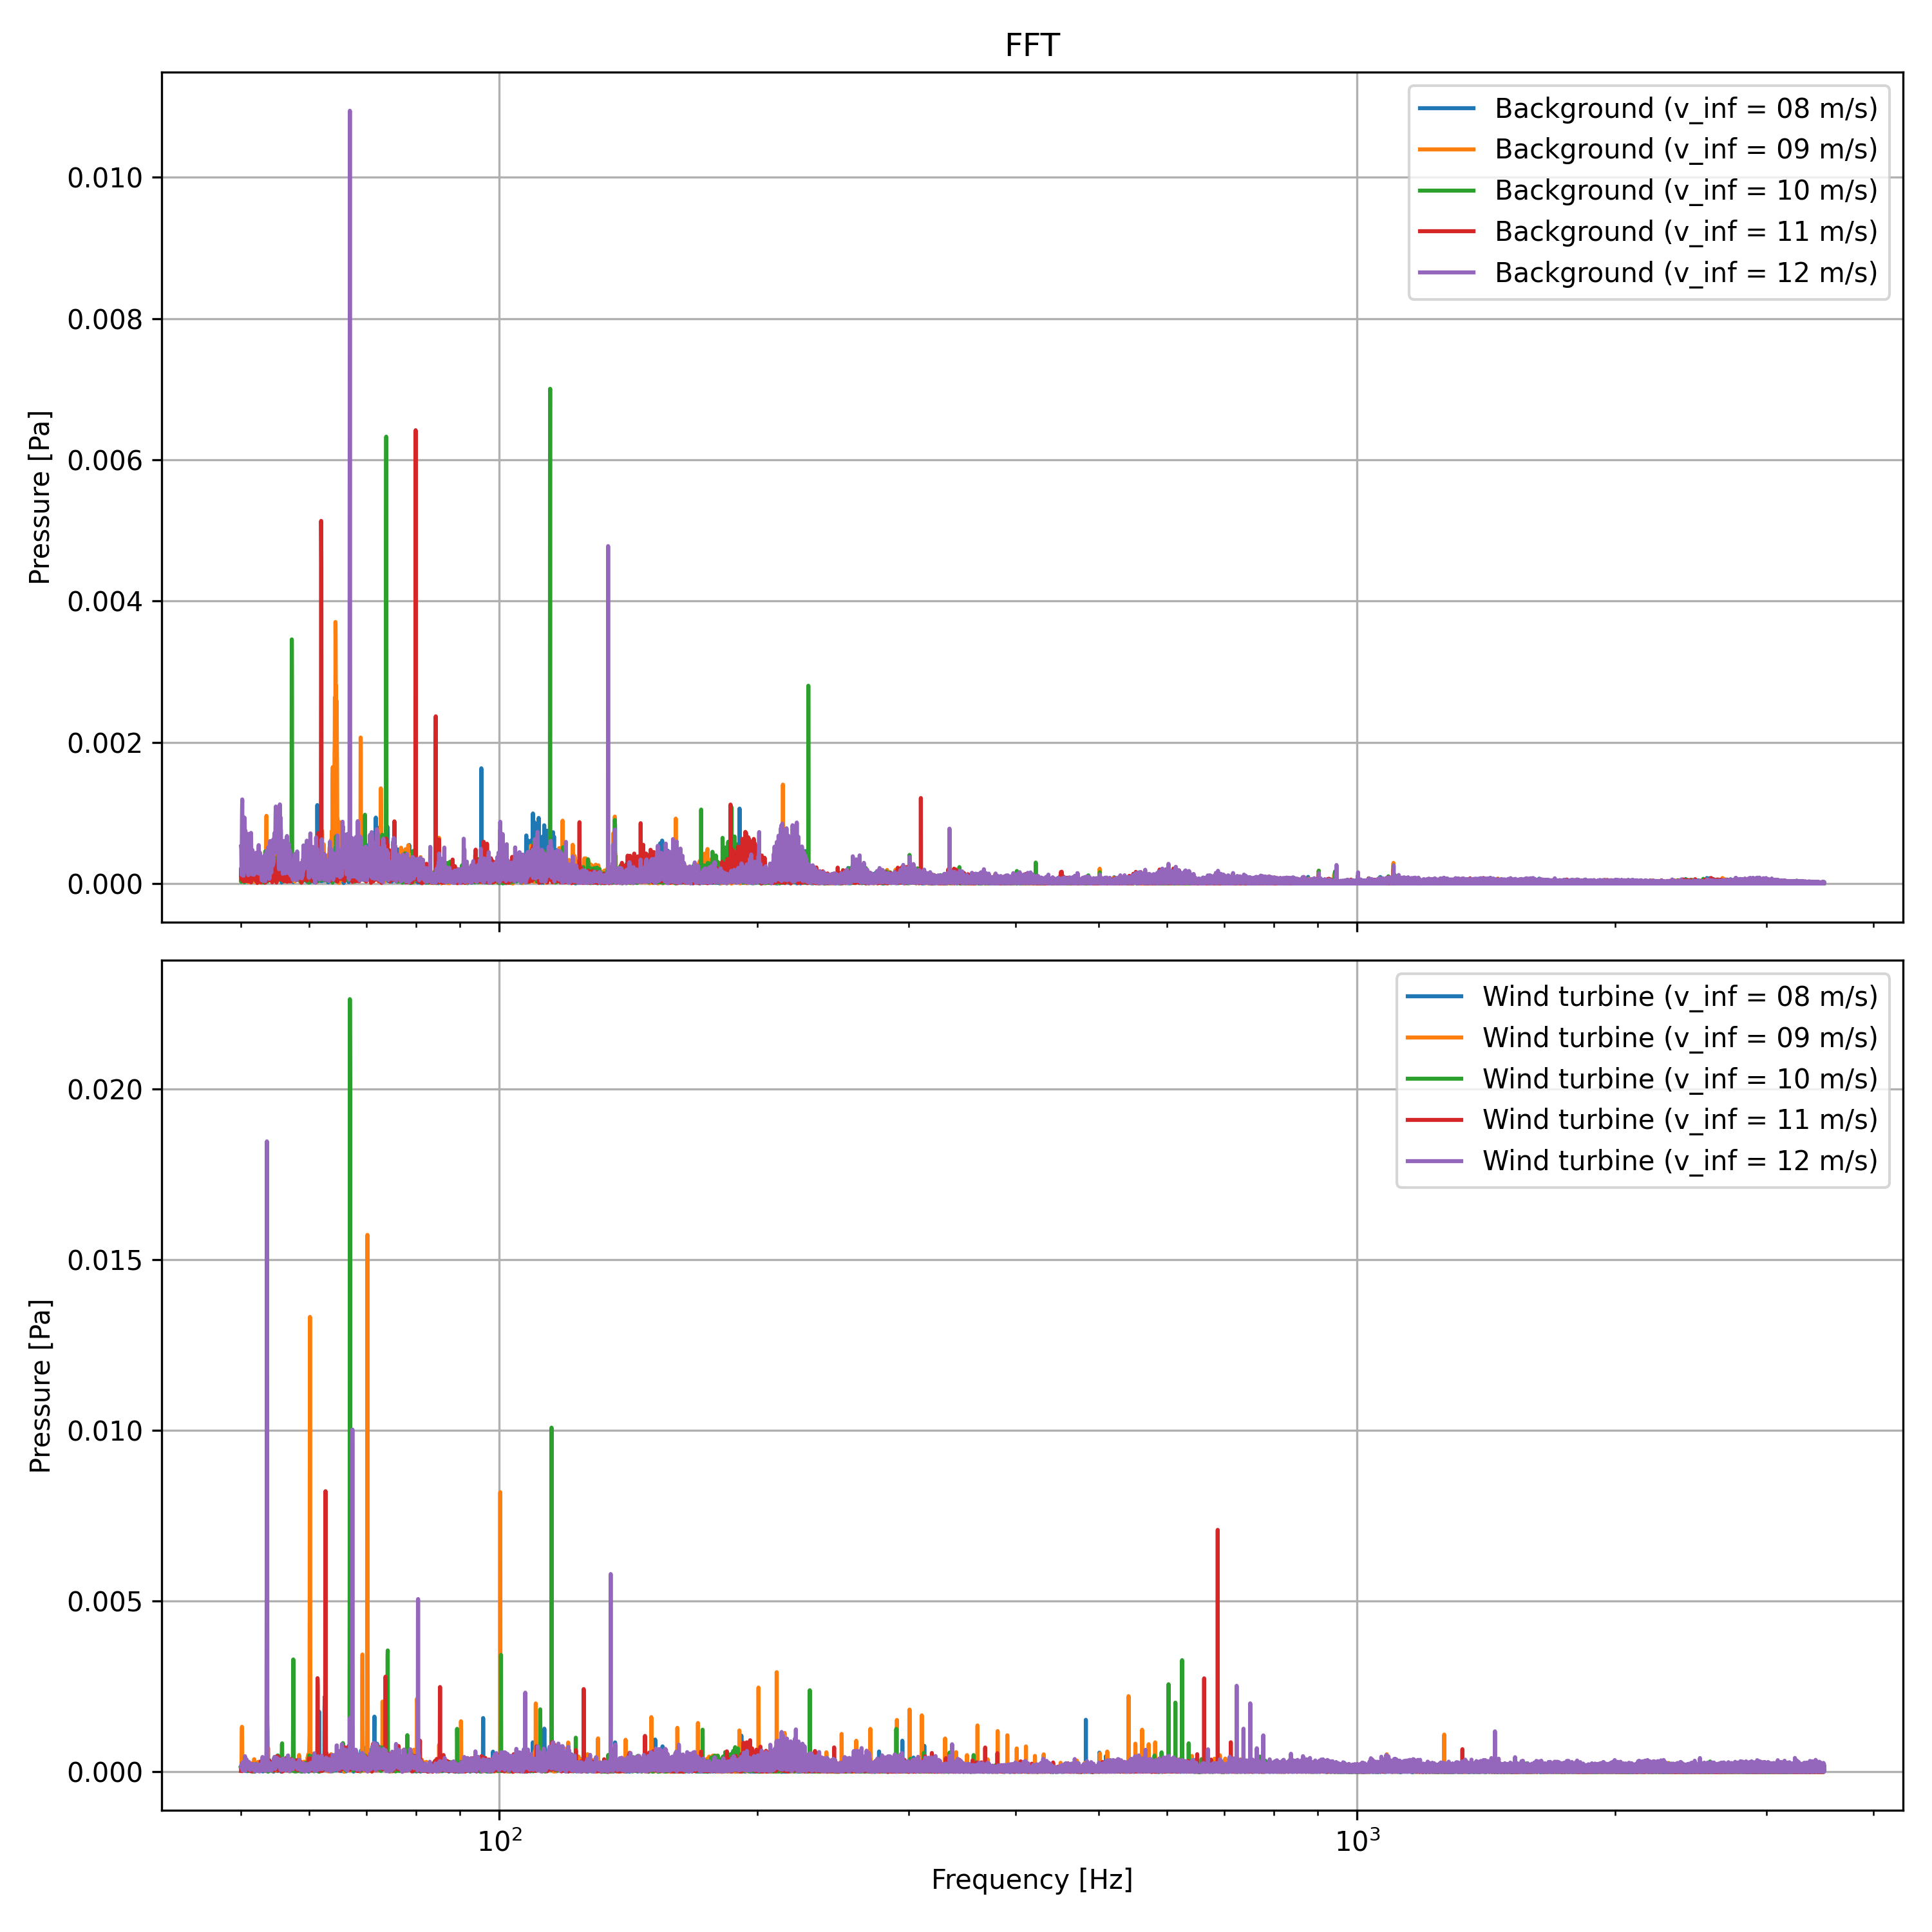 FFT
Pressure [Pa]
0.010
0.008
0.006
0.004
0.002
0.000
Background (v_inf = 08 m/s)
Background (v_inf = 09 m/s)
Background (v_inf = 10 m/s)
Background (v_inf = 11 m/s)
Background (v_inf = 12 m/s)
Pressure [Pa]
0.020
0.015
0.010
0.005
0.000
Wind turbine (v_inf = 08 m/s)
Wind turbine (v_inf = 09 m/s)
Wind turbine (v_inf = 10 m/s)
Wind turbine (v_inf = 11 m/s)
Wind turbine (v_inf = 12 m/s)
10² 10³
Frequency [Hz]